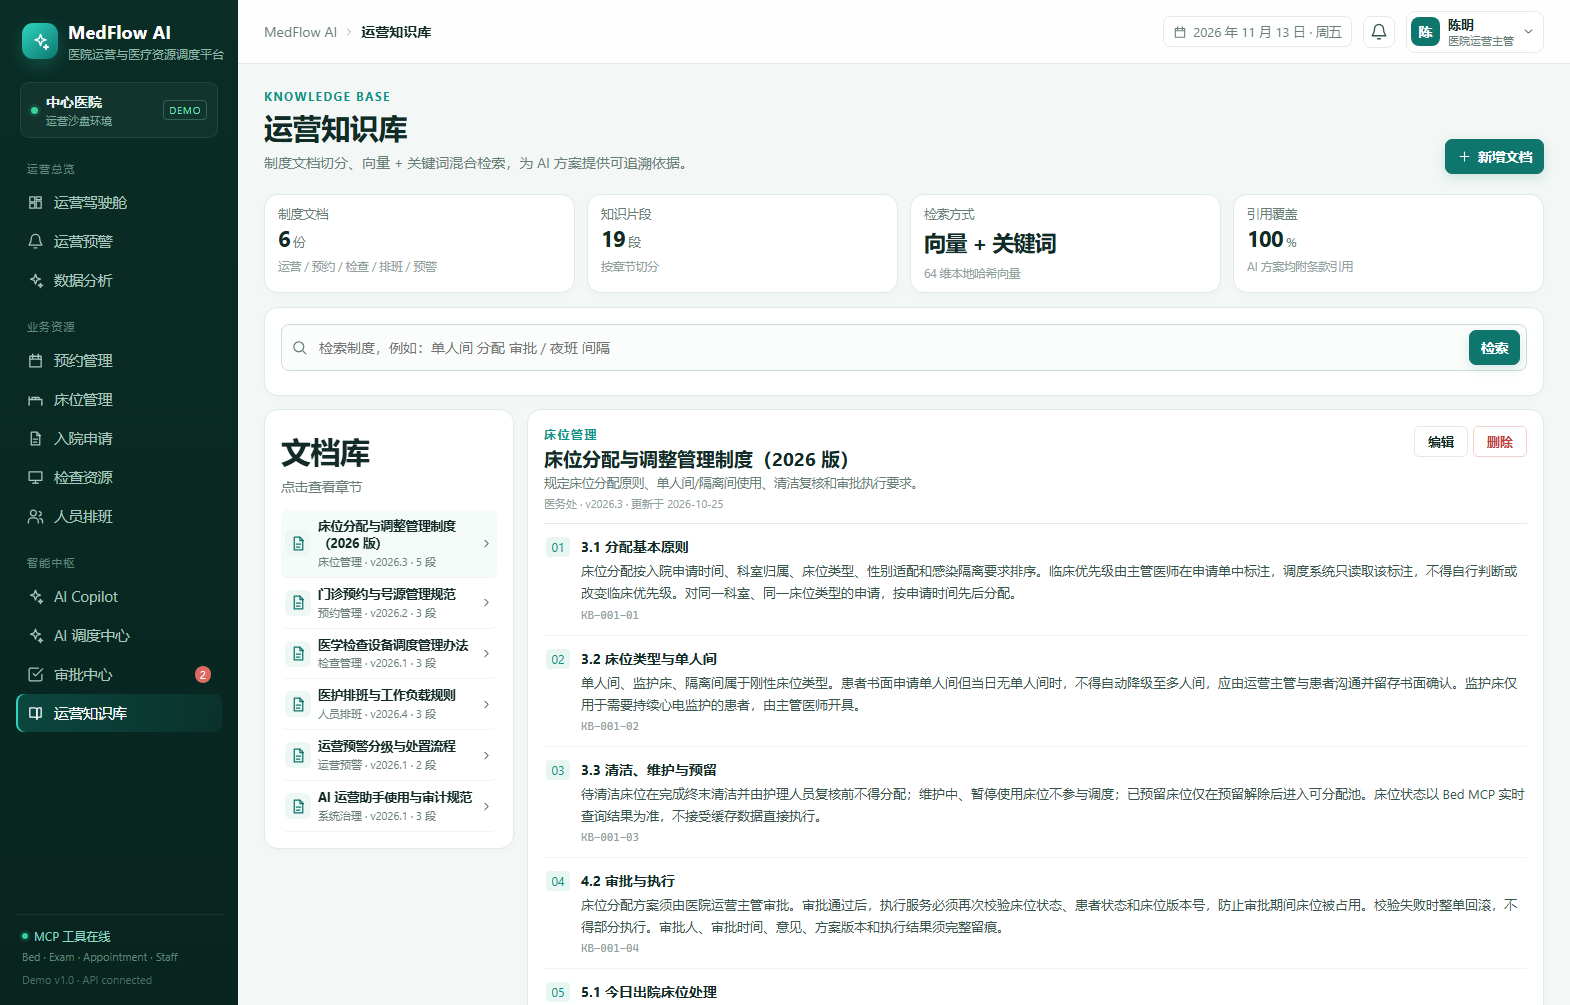 MedFlow AI
医院运营与医疗资源调度平台
中心医院
运营沙盘环境
DEMO
运营总览
运营驾驶舱
运营预警
数据分析
业务资源
预约管理
床位管理
入院申请
检查资源
人员排班
智能中枢
AI Copilot
AI 调度中心
审批中心
2
运营知识库
MCP 工具在线
Bed · Exam · Appointment · Staff
Demo v1.0 · API connected
MedFlow AI › 运营知识库
2026 年 11 月 13 日 · 周五
陈
陈明
医院运营主管
KNOWLEDGE BASE
运营知识库
制度文档切分、向量 + 关键词混合检索，为 AI 方案提供可追溯依据。
+ 新增文档
制度文档
6 份
运营 / 预约 / 检查 / 排班 / 预警
知识片段
19 段
按章节切分
检索方式
向量 + 关键词
64 维本地哈希向量
引用覆盖
100 %
AI 方案均附条款引用
检索制度，例如：单人间 分配 审批 / 夜班 间隔
检索
文档库
点击查看章节
床位分配与调整管理制度
（2026 版）
床位管理 · v2026.3 · 5 段
门诊预约与号源管理规范
预约管理 · v2026.2 · 3 段
医学检查设备调度管理办法
检查管理 · v2026.1 · 3 段
医护排班与工作负载规则
人员排班 · v2026.4 · 3 段
运营预警分级与处置流程
运营预警 · v2026.1 · 2 段
AI 运营助手使用与审计规范
系统治理 · v2026.1 · 3 段
床位管理
床位分配与调整管理制度（2026 版）
规定床位分配原则、单人间/隔离间使用、清洁复核和审批执行要求。
医务处 · v2026.3 · 更新于 2026-10-25
编辑
删除
01
3.1 分配基本原则
床位分配按入院申请时间、科室归属、床位类型、性别适配和感染隔离要求排序。临床优先级由主管医师在申请单中标注，调度系统只读取该标注，不得自行判断或
改变临床优先级。对同一科室、同一床位类型的申请，按申请时间先后分配。
KB-001-01
02
3.2 床位类型与单人间
单人间、监护床、隔离间属于刚性床位类型。患者书面申请单人间但当日无单人间时，不得自动降级至多人间，应由运营主管与患者沟通并留存书面确认。监护床仅
用于需要持续心电监护的患者，由主管医师开具。
KB-001-02
03
3.3 清洁、维护与预留
待清洁床位在完成终末清洁并由护理人员复核前不得分配；维护中、暂停使用床位不参与调度；已预留床位仅在预留解除后进入可分配池。床位状态以 Bed MCP 实时
查询结果为准，不接受缓存数据直接执行。
KB-001-03
04
4.2 审批与执行
床位分配方案须由医院运营主管审批。审批通过后，执行服务必须再次校验床位状态、患者状态和床位版本号，防止审批期间床位被占用。校验失败时整单回滚，不
得部分执行。审批人、审批时间、意见、方案版本和执行结果须完整留痕。
KB-001-04
05
5.1 今日出院床位处理